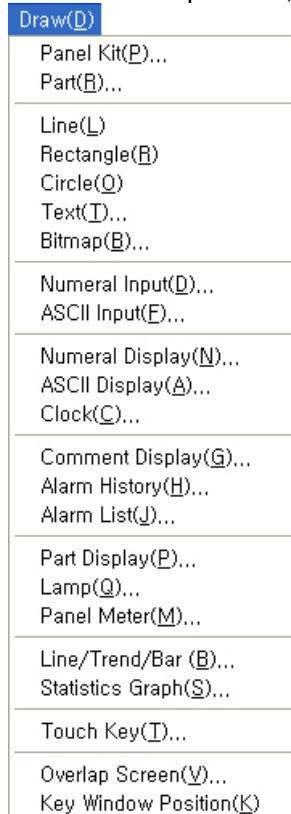 Draw(D)
Panel Kit(P)...
Part(R)...
Line(L)
Rectangle(R)
Circle(O)
Text(T)...
Bitmap(B)...
Numeral Input(D)...
ASCII Input(F)...
Numeral Display(N)...
ASCII Display(A)...
Clock(C)...
Comment Display(G)...
Alarm History(H)...
Alarm List(J)...
Part Display(P)...
Lamp(Q)...
Panel Meter(M)...
Line/Trend/Bar (B)...
Statistics Graph(S)...
Touch Key(T)...
Overlap Screen(V)...
Key Window Position(K)